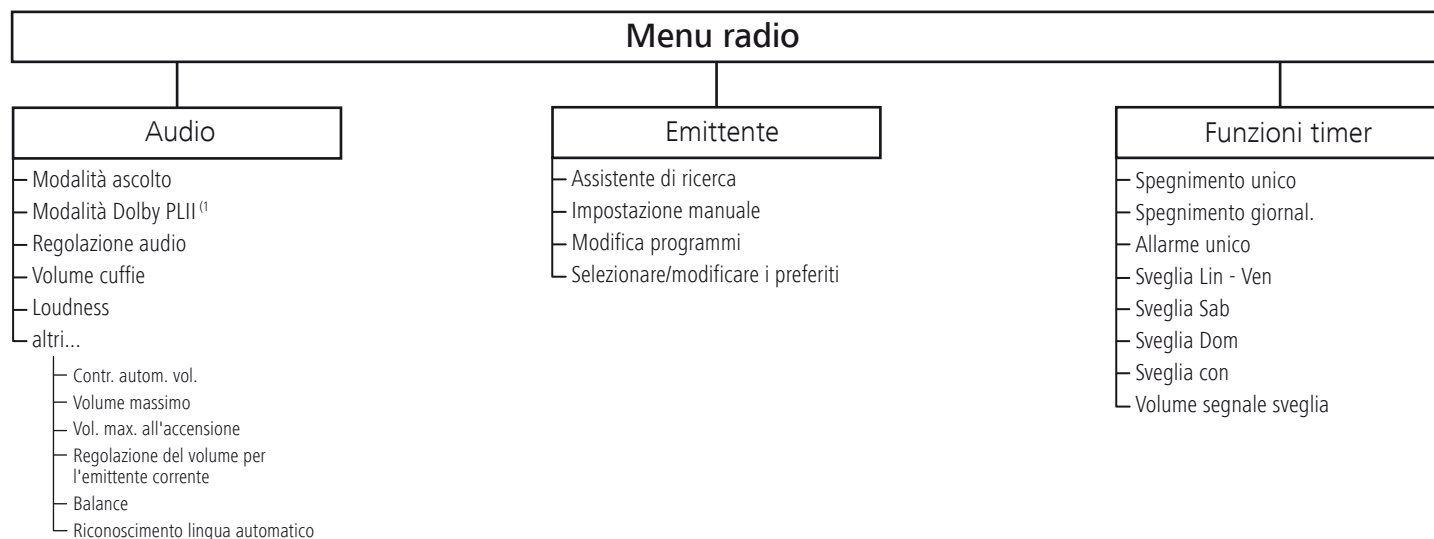 Menu radio
Audio
Modalità ascolto
Modalità Dolby PLII (1
Regolazione audio
Volume cuffie
Loudness
altri...
Contr. autom. vol.
Volume massimo
Vol. max. all'accensione
Regolazione del volume per
l'emittente corrente
Balance
Riconoscimento lingua automatico
Emittente
Assistente di ricerca
Impostazione manuale
Modifica programmi
Selezionare/modificare i preferiti
Funzioni timer
Spegnimento unico
Spegnimento giornal.
Allarme unico
Sveglia Lin - Ven
Sveglia Sab
Sveglia Dom
Sveglia con
Volume segnale sveglia